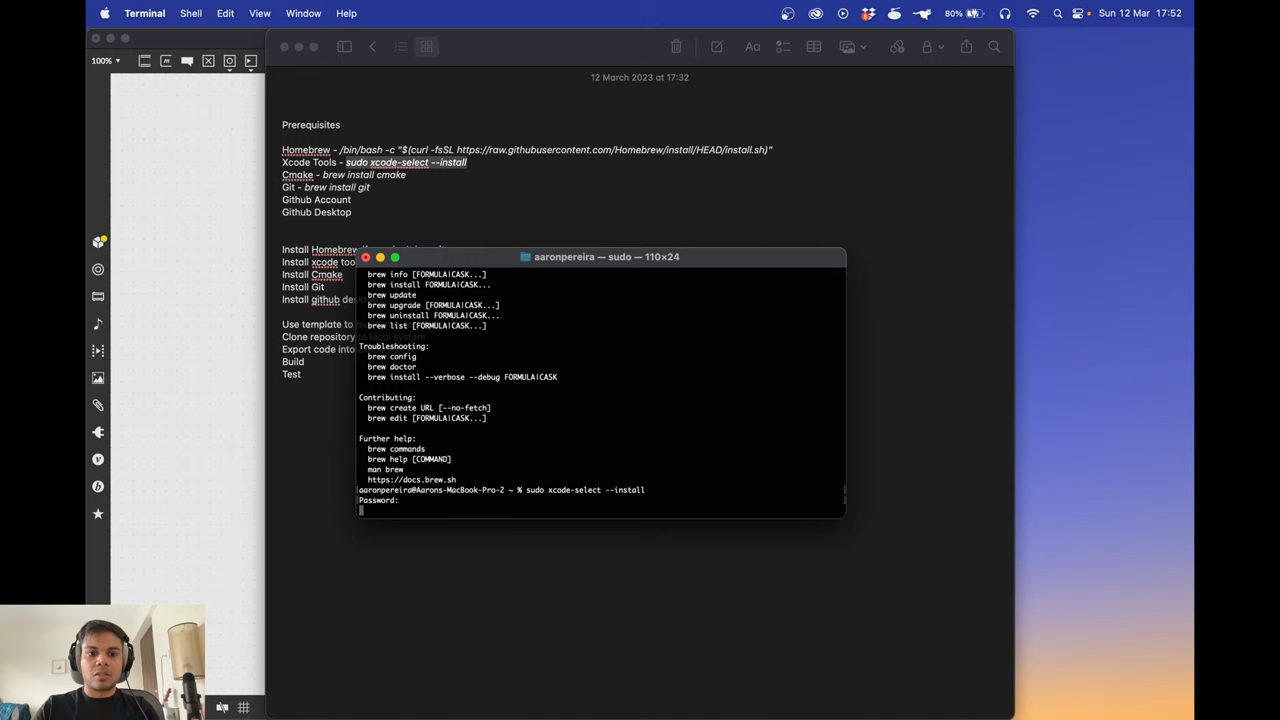 Terminal Shell Edit View Window Help 80% Sun 12 Mar 17:52
100%
Aa
12 March 2023 at 17:32
Prerequisites
Homebrew - /bin/bash -c "$(curl -fsSL https://raw.githubusercontent.com/Homebrew/install/HEAD/install.sh)"
Xcode Tools - sudo xcode-select --install
Cmake - brew install cmake
Git - brew install git
Github Account
Github Desktop
Install Homebrew
Install xcode
Install Cmake
Install Git
Install github
Use template to
Clone repository to local system
Export code into
Build
Test
aaronpereira — sudo — 110×24
brew info [FORMULA|CASK...]
brew install FORMULA|CASK...
brew update
brew upgrade [FORMULA|CASK...]
brew uninstall FORMULA|CASK...
brew list [FORMULA|CASK...]
Troubleshooting:
brew config
brew doctor
brew install --verbose --debug FORMULA|CASK
Contributing:
brew create URL [--no-fetch]
brew edit [FORMULA|CASK...]
Further help:
brew commands
brew help [COMMAND]
man brew
https://docs.brew.sh
aaronpereira@Aarons-MacBook-Pro-2 ~ % sudo xcode-select --install
Password: